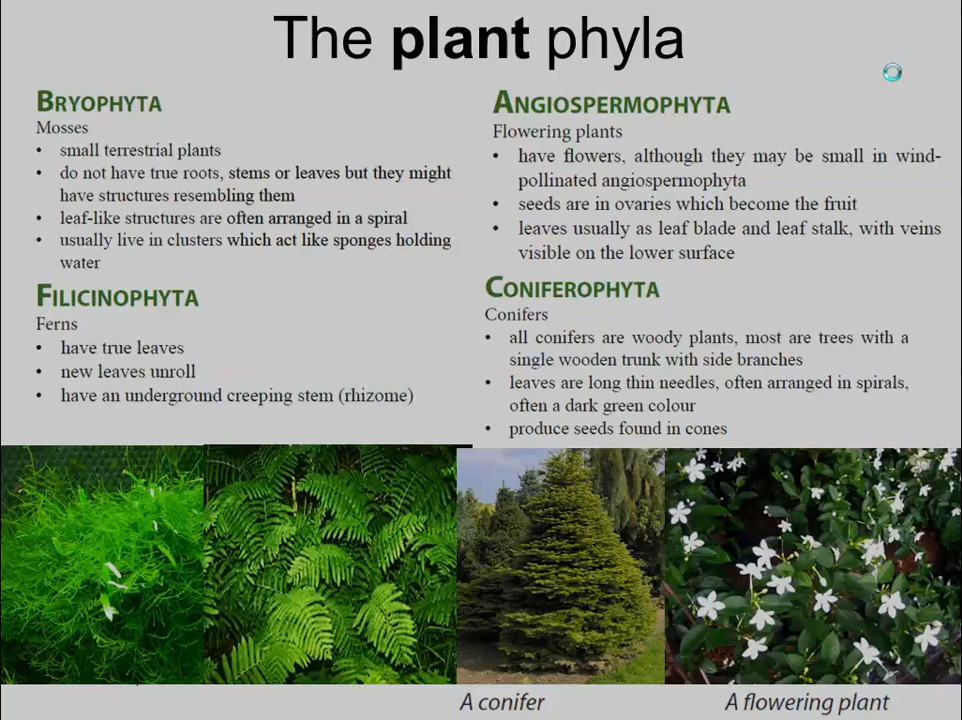 The plant phyla
BRYOPHYTA
Mosses
• small terrestrial plants
• do not have true roots, stems or leaves but they might
have structures resembling them
• leaf-like structures are often arranged in a spiral
• usually live in clusters which act like sponges holding
water
FILICINOPHYTA
Ferns
• have true leaves
• new leaves unroll
• have an underground creeping stem (rhizome)
ANGIOSPERMOPHYTA
Flowering plants
• have flowers, although they may be small in wind-
pollinated angiospermophyta
• seeds are in ovaries which become the fruit
• leaves usually as leaf blade and leaf stalk, with veins
visible on the lower surface
CONIFEROPHYTA
Conifers
• all conifers are woody plants, most are trees with a
single wooden trunk with side branches
• leaves are long thin needles, often arranged in spirals,
often a dark green colour
• produce seeds found in cones
A conifer
A flowering plant